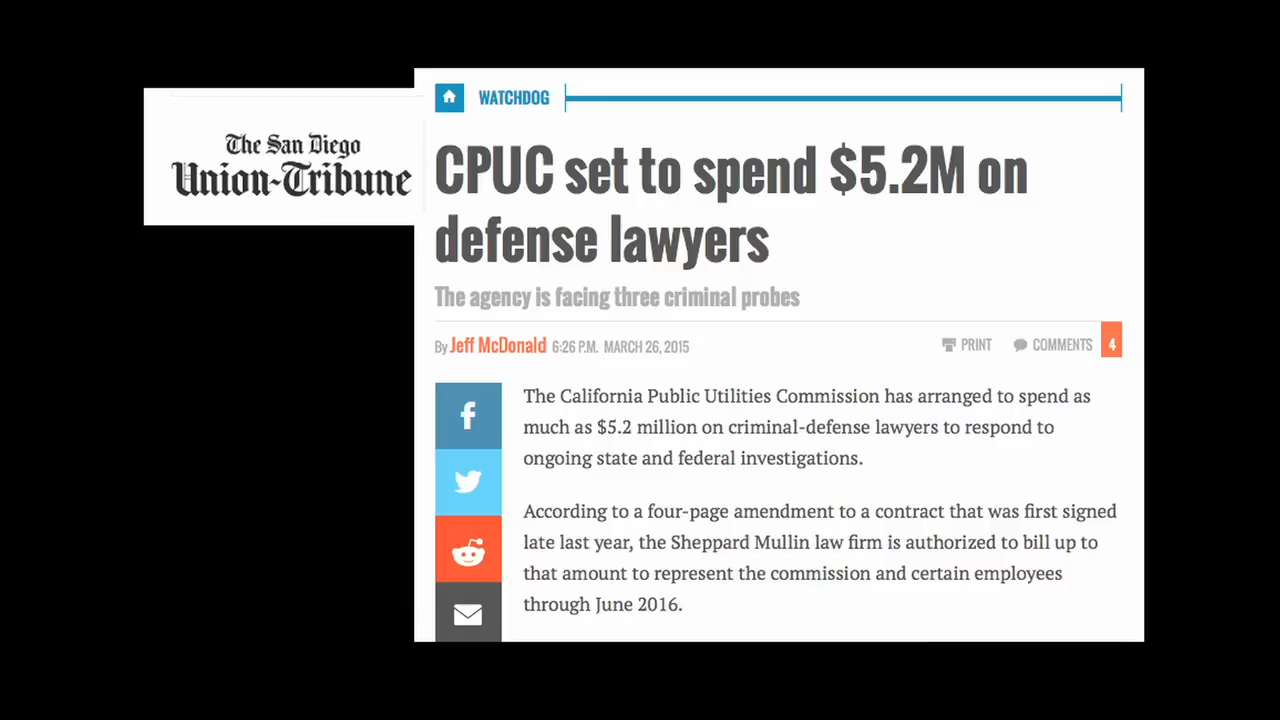 The San Diego
Union-Tribune
WATCHDOG
CPUC set to spend $5.2M on
defense lawyers
The agency is facing three criminal probes
By Jeff McDonald 6:26 P.M. MARCH 26, 2015
PRINT COMMENTS 4
The California Public Utilities Commission has arranged to spend as
much as $5.2 million on criminal-defense lawyers to respond to
ongoing state and federal investigations.
According to a four-page amendment to a contract that was first signed
late last year, the Sheppard Mullin law firm is authorized to bill up to
that amount to represent the commission and certain employees
through June 2016.